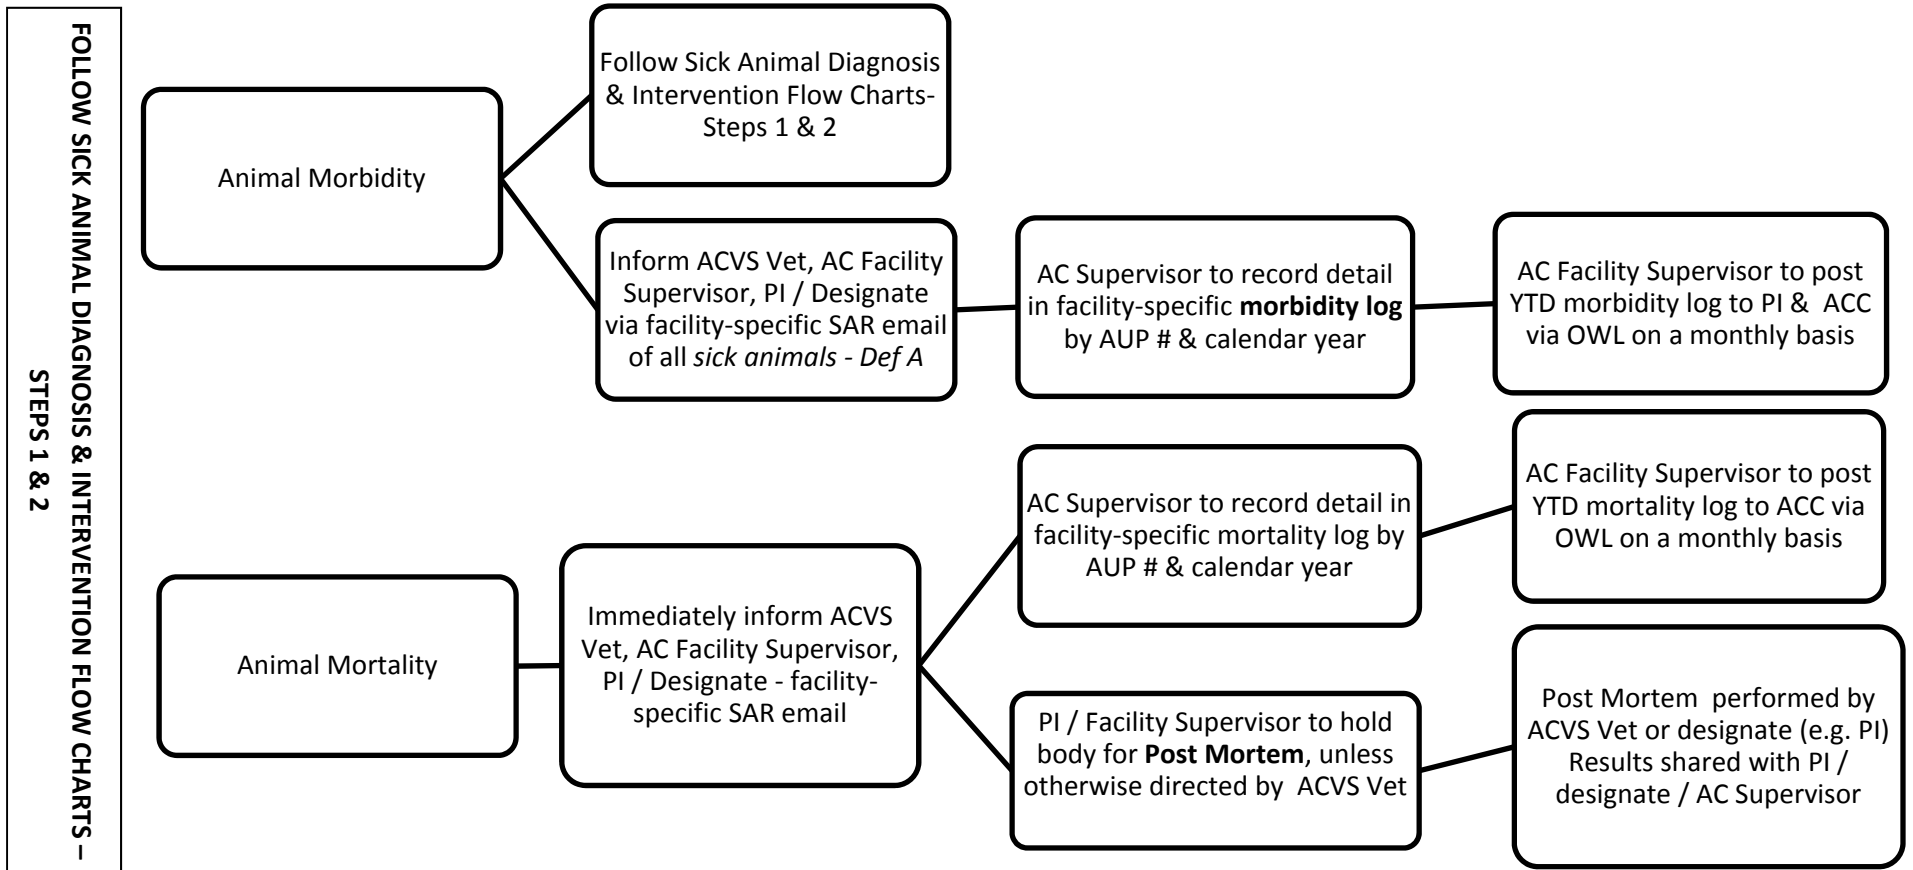 FOLLOW SICK ANIMAL DIAGNOSIS & INTERVENTION FLOW CHARTS –
STEPS 1 & 2
Animal Morbidity
Follow Sick Animal Diagnosis
& Intervention Flow Charts-
Steps 1 & 2
Inform ACVS Vet, AC Facility
Supervisor, PI / Designate
via facility-specific SAR email
of all sick animals - Def A
AC Supervisor to record detail
in facility-specific morbidity log
by AUP # & calendar year
AC Facility Supervisor to post
YTD morbidity log to PI & ACC
via OWL on a monthly basis
Animal Mortality
Immediately inform ACVS
Vet, AC Facility Supervisor,
PI / Designate - facility-
specific SAR email
AC Supervisor to record detail in
facility-specific mortality log by
AUP # & calendar year
AC Facility Supervisor to post
YTD mortality log to ACC via
OWL on a monthly basis
PI / Facility Supervisor to hold
body for Post Mortem, unless
otherwise directed by ACVS Vet
Post Mortem performed by
ACVS Vet or designate (e.g. PI)
Results shared with PI /
designate / AC Supervisor